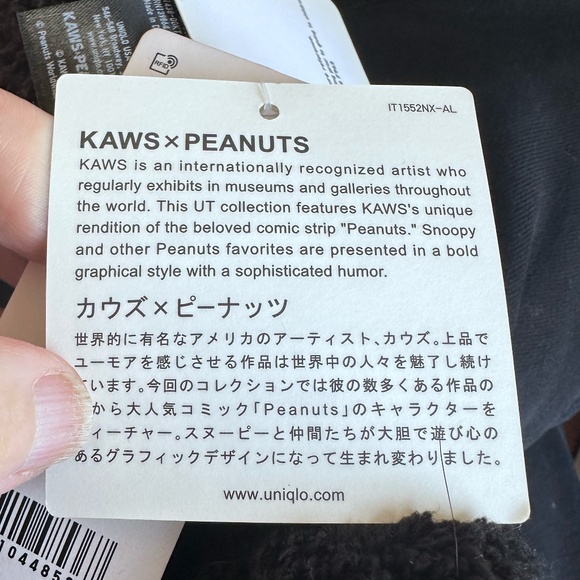 UNIQLO US
KAWS:PE
© Peanuts Worldw
RFID
IT1552NX-AL
KAWS×PEANUTS
KAWS is an internationally recognized artist who
regularly exhibits in museums and galleries throughout
the world. This UT collection features KAWS's unique
rendition of the beloved comic strip "Peanuts." Snoopy
and other Peanuts favorites are presented in a bold
graphical style with a sophisticated humor.
カウズ×ピーナッツ
世界的に有名なアメリカのアーティスト、カウズ。上品で
ユーモアを感じさせる作品は世界中の人々を魅了し続け
ています。今回のコレクションでは彼の数多くある作品の
から大人気コミック「Peanuts」のキャラクターを
ィーチャー。スヌーピーと仲間たちが大胆で遊び心の
あるグラフィックデザインになって生まれ変わりました。
www.uniqlo.com